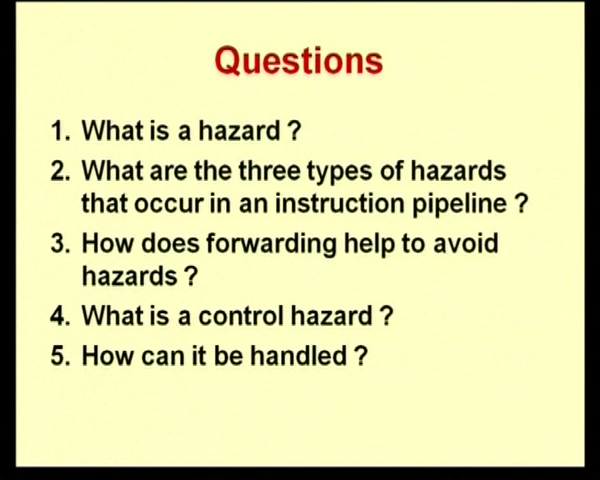 Questions
1. What is a hazard ?
2. What are the three types of hazards
that occur in an instruction pipeline ?
3. How does forwarding help to avoid
hazards ?
4. What is a control hazard ?
5. How can it be handled ?